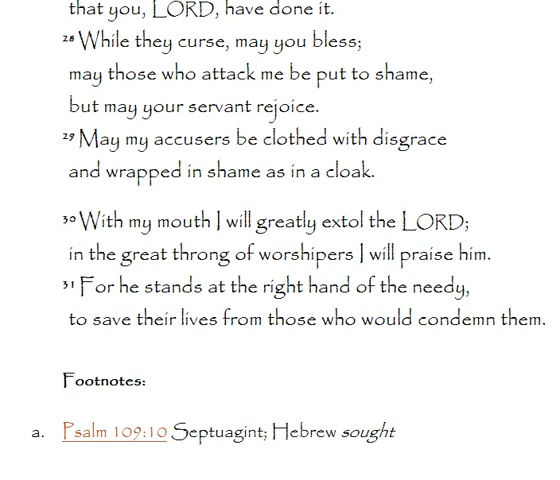 that you, LORD, have done it.
28 While they curse, may you bless;
may those who attack me be put to shame,
but may your servant rejoice.
29 May my accusers be clothed with disgrace
and wrapped in shame as in a cloak.
30 With my mouth I will greatly extol the LORD;
in the great throng of worshipers I will praise him.
31 For he stands at the right hand of the needy,
to save their lives from those who would condemn them.
Footnotes:
a. Psalm 109:10 Septuagint; Hebrew sought